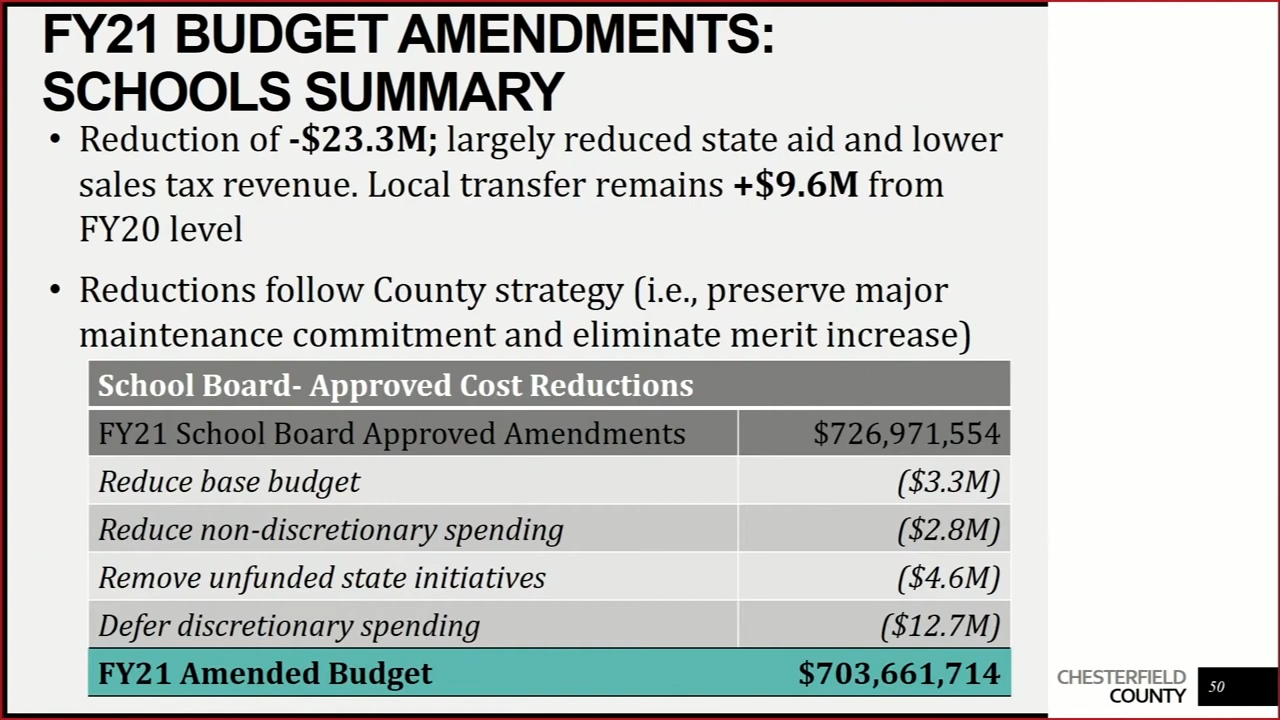 FY21 BUDGET AMENDMENTS:
SCHOOLS SUMMARY
• Reduction of -$23.3M; largely reduced state aid and lower
sales tax revenue. Local transfer remains +$9.6M from
FY20 level
• Reductions follow County strategy (i.e., preserve major
maintenance commitment and eliminate merit increase)
School Board- Approved Cost Reductions
FY21 School Board Approved Amendments $726,971,554
Reduce base budget ($3.3M)
Reduce non-discretionary spending ($2.8M)
Remove unfunded state initiatives ($4.6M)
Defer discretionary spending ($12.7M)
FY21 Amended Budget $703,661,714
CHESTERFIELD
COUNTY
50